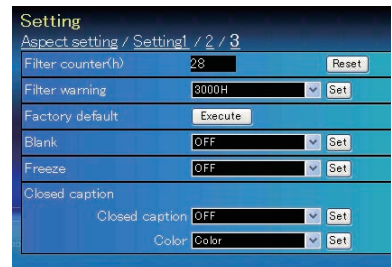 Setting
Aspect setting / Setting1 / 2 / 3
Filter counter(h) 28 Reset
Filter warning 3000H Set
Factory default Execute
Blank OFF Set
Freeze OFF Set
Closed caption
Closed caption OFF Set
Color Color Set